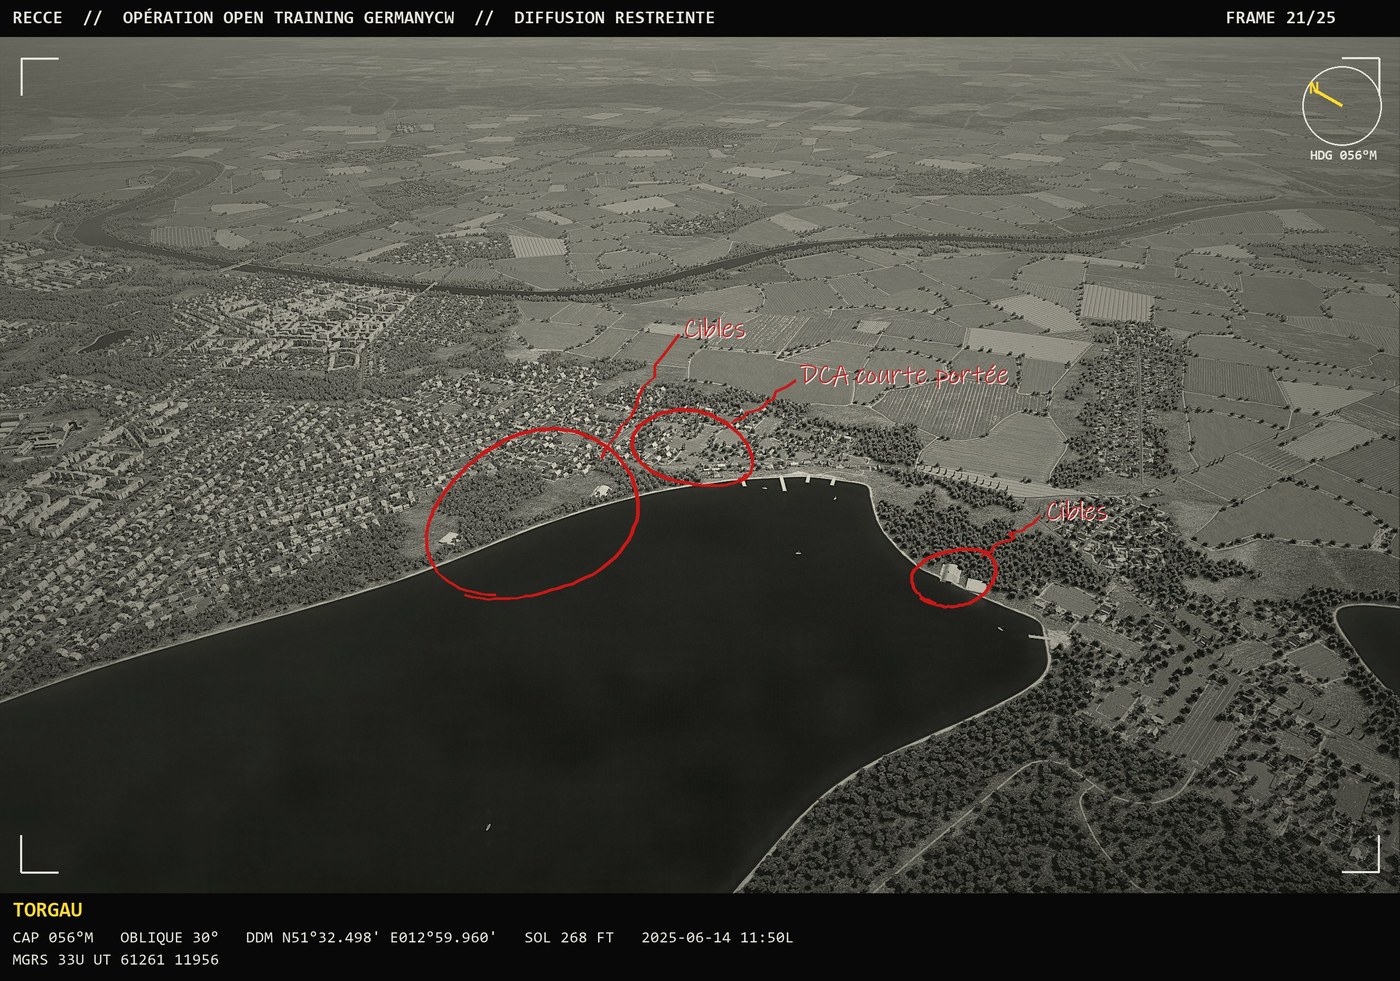 RECCE // OPÉRATION OPEN TRAINING GERMANYCW // DIFFUSION RESTREINTE
FRAME 21/25
N
HDG 056°M
Cibles
DCA courte portée
Cibles
TORGAU
CAP 056°M OBLIQUE 30° DDM N51°32.498' E012°59.960' SOL 268 FT 2025-06-14 11:50L
MGRS 33U UT 61261 11956